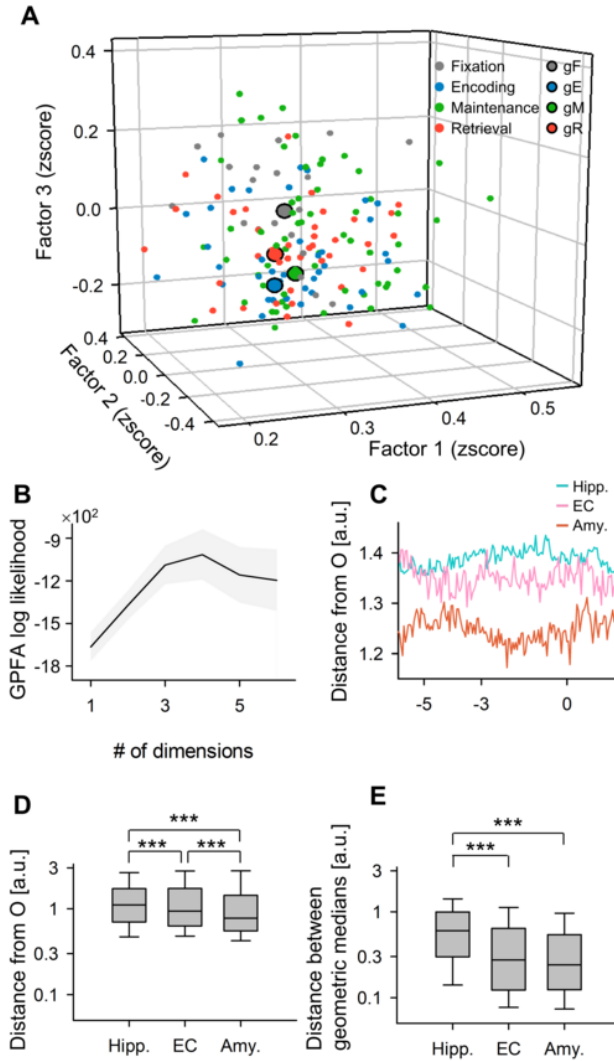 A
Fixation gF
Encoding gE
Maintenance gM
Retrieval gR
Factor 3 (zscore)
0.4
0.2
0.0
-0.2
0.4
0.2
0.0
-0.2
-0.4
Factor 2 (zscore)
0.2 0.3 0.4 0.5
Factor 1 (zscore)
B
×10²
GPFA log likelihood
-9
-12
-18
1 3 5
# of dimensions
C
Hipp.
EC
Amy.
Distance from O [a.u.]
1.4
1.3
1.2
-5 -3 0
D
Distance from O [a.u.]
3
1
0.3
0.1
***
*** ***
Hipp. EC Amy.
E
Distance between
geometric medians [a.u.]
3
1
0.3
0.1
***
***
Hipp. EC Amy.